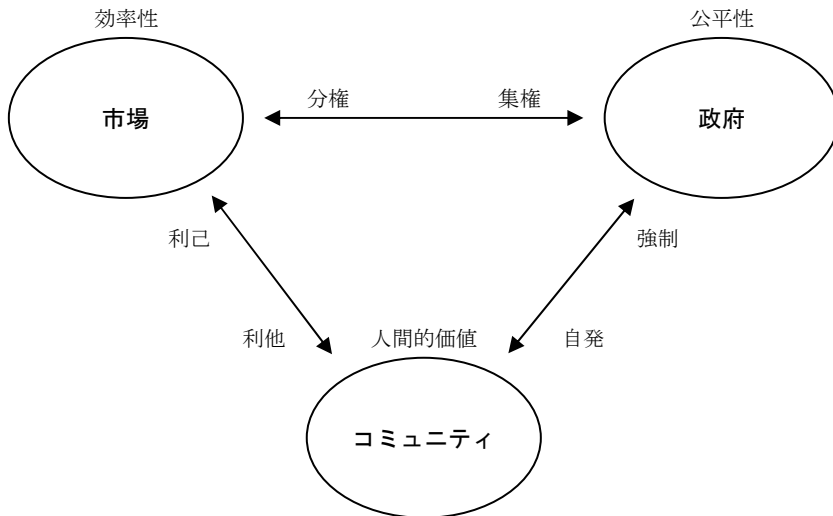 効率性
公平性
市場
分権
集権
政府
利己
強制
利他
人間的価値
自発
コミュニティ